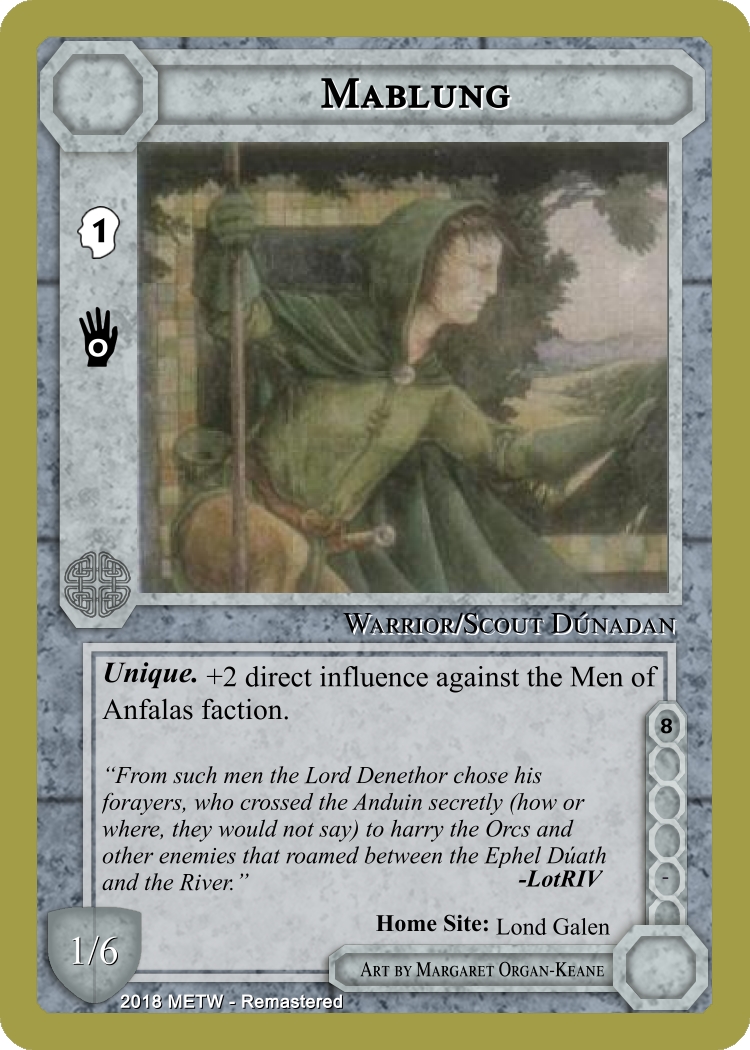 Mablung
1
0
Warrior/Scout Dúnadan
Unique. +2 direct influence against the Men of
Anfalas faction.
8
“From such men the Lord Denethor chose his
forayers, who crossed the Anduin secretly (how or
where, they would not say) to harry the Orcs and
other enemies that roamed between the Ephel Dúath
and the River.” -LotRIV
-
Home Site: Lond Galen
1/6
Art by Margaret Organ-Keane
2018 METW - Remastered